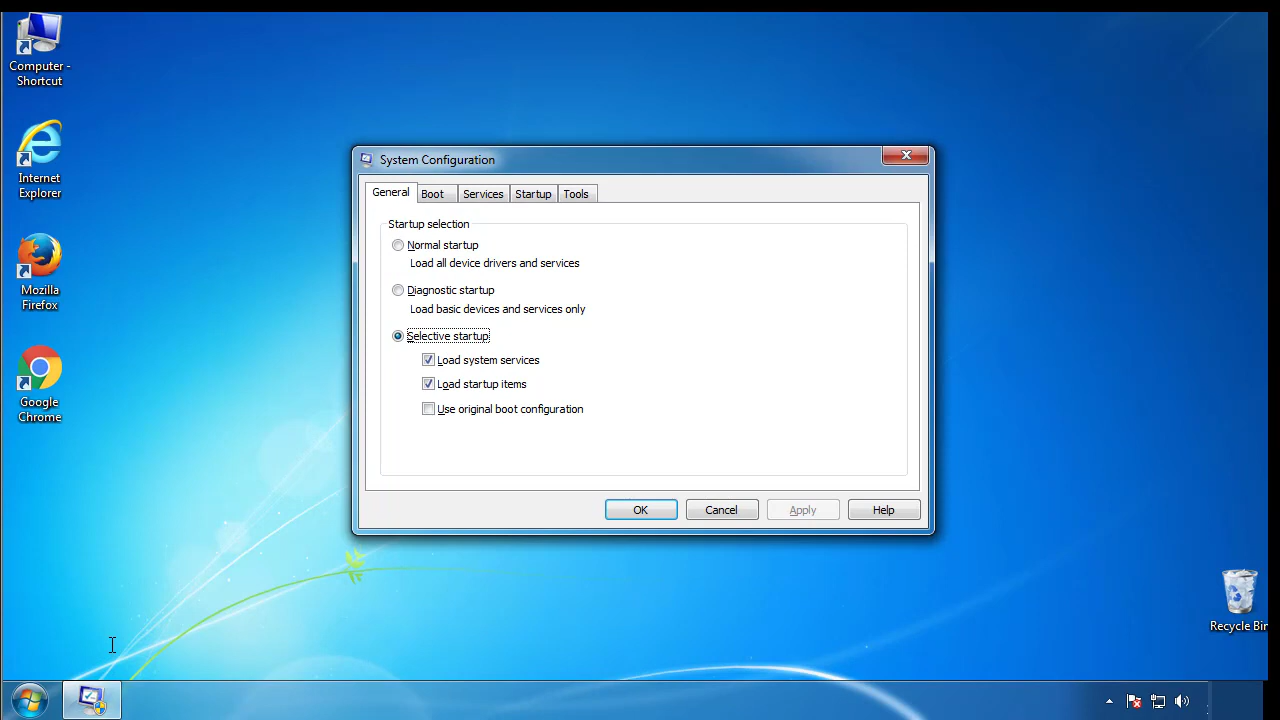 Computer -
Shortcut
Internet
Explorer
Mozilla
Firefox
Google
Chrome
System Configuration
General Boot Services Startup Tools
Startup selection
Normal startup
Load all device drivers and services
Diagnostic startup
Load basic devices and services only
Selective startup
Load system services
Load startup items
Use original boot configuration
OK Cancel Apply Help
Recycle Bin